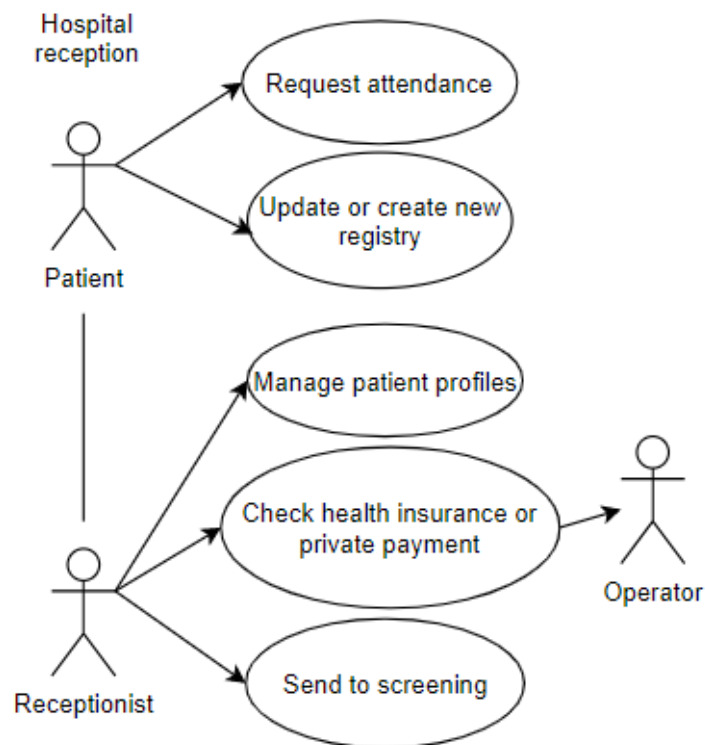 Hospital
reception
Request attendance
Update or create new
registry
Patient
Manage patient profiles
Check health insurance or
private payment
Operator
Send to screening
Receptionist